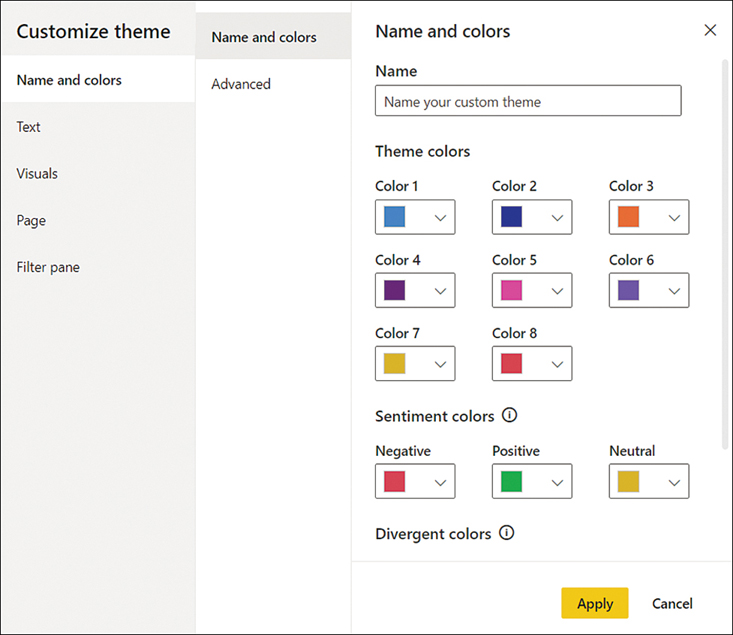 Customize theme
Name and colors
Text
Visuals
Page
Filter pane
Name and colors
Advanced
Name and colors
Name
Name your custom theme
Theme colors
Color 1 Color 2 Color 3
Color 4 Color 5 Color 6
Color 7 Color 8
Sentiment colors
Negative Positive Neutral
Divergent colors
Apply Cancel